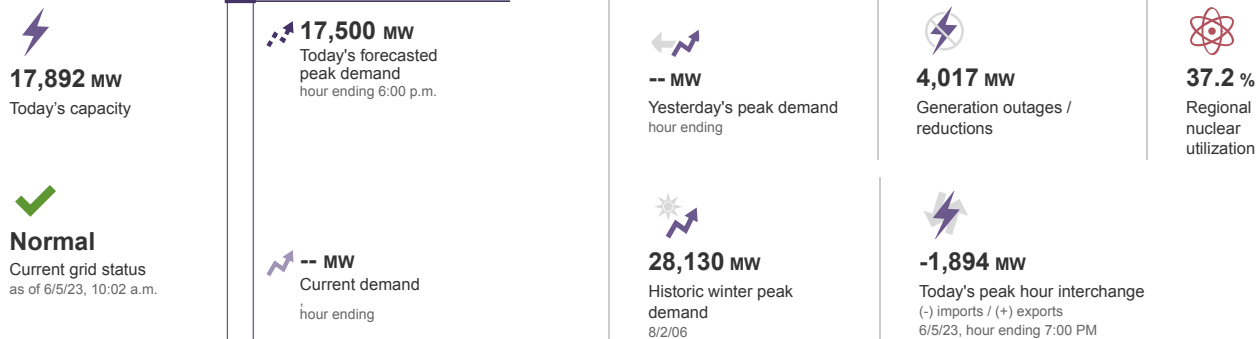 17,892 MW
Today's capacity
17,500 MW
Today's forecasted
peak demand
hour ending 6:00 p.m.
-- MW
Yesterday's peak demand
hour ending
4,017 MW
Generation outages /
reductions
37.2 %
Regional
nuclear
utilization
Normal
Current grid status
as of 6/5/23, 10:02 a.m.
-- MW
Current demand
,
hour ending
28,130 MW
Historic winter peak
demand
8/2/06
-1,894 MW
Today's peak hour interchange
(-) imports / (+) exports
6/5/23, hour ending 7:00 PM